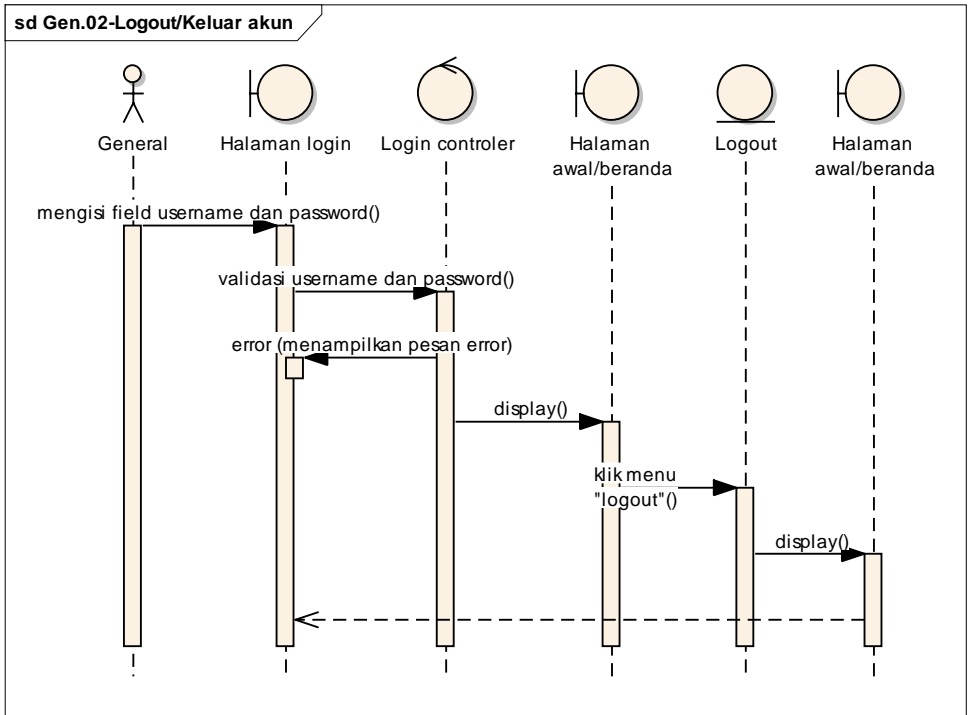 sd Gen.02-Logout/Keluar akun
General
Halaman login
Login controler
Halaman
awal/beranda
Logout
Halaman
awal/beranda
mengisi field username dan password()
validasi username dan password()
error (menampilkan pesan error)
display()
klik menu
"logout"()
display()